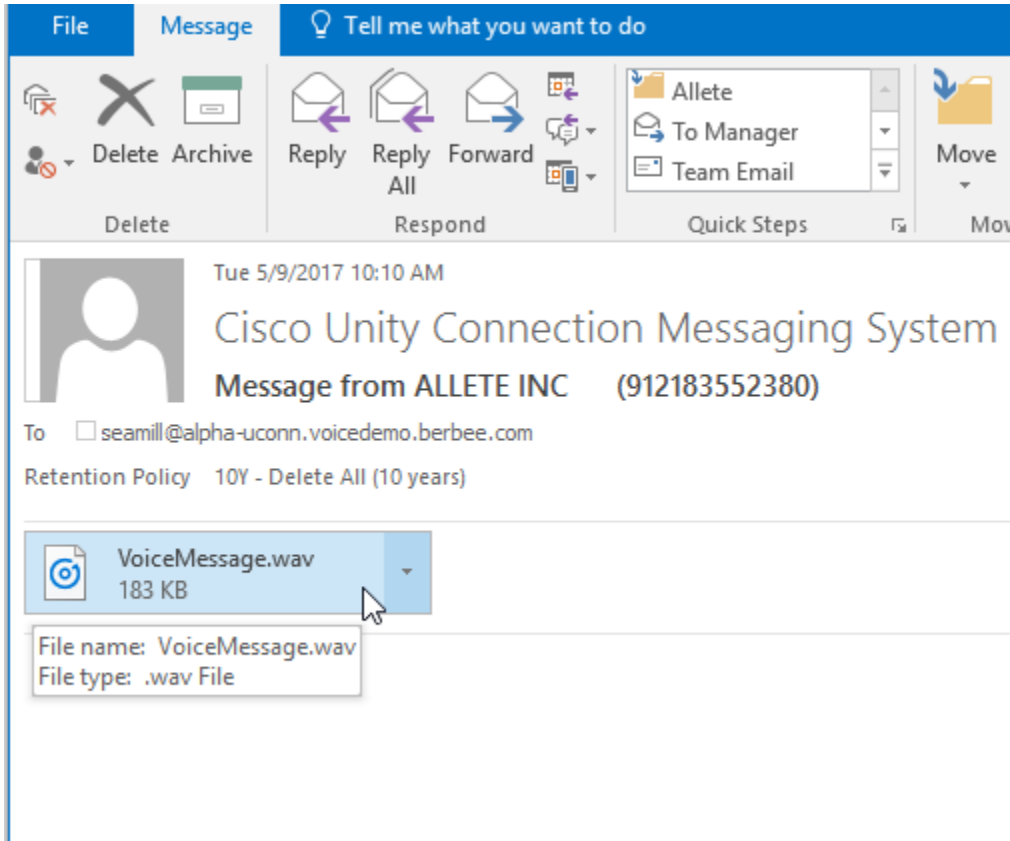 File Message Tell me what you want to do
Delete Archive Reply Reply All Forward
Allete
To Manager
Team Email
Move
Delete Respond Quick Steps Mov
Tue 5/9/2017 10:10 AM
Cisco Unity Connection Messaging System
Message from ALLETE INC (912183552380)
To seamill@alpha-uconn.voicedemo.berbee.com
Retention Policy 10Y - Delete All (10 years)
VoiceMessage.wav
183 KB
File name: VoiceMessage.wav
File type: .wav File